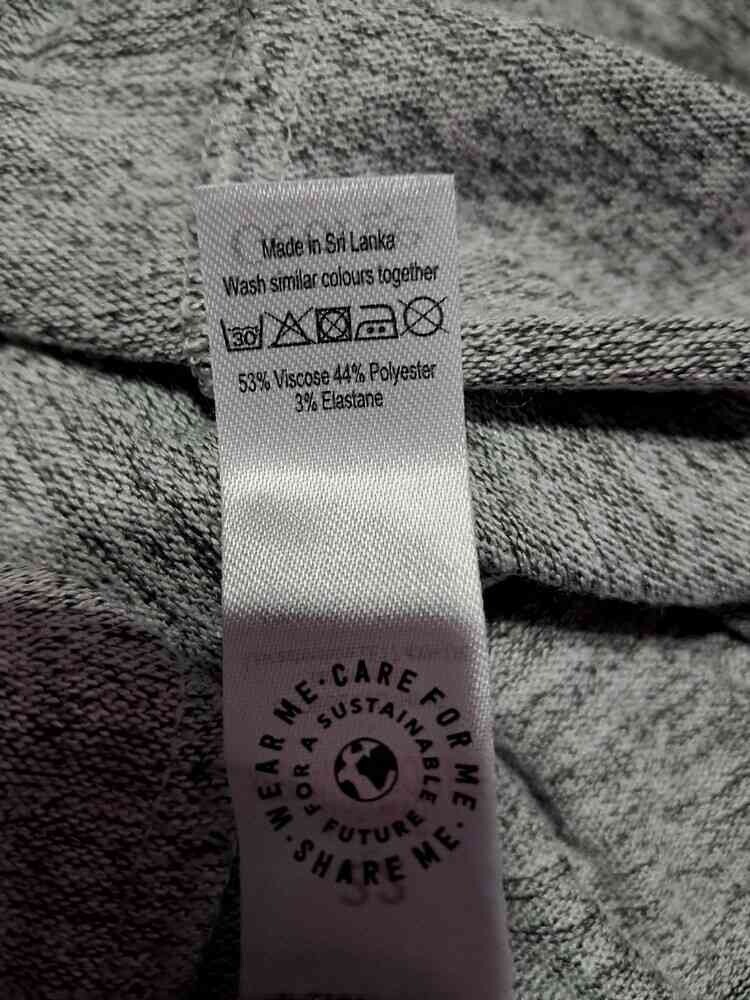 Made in Sri Lanka
Wash similar colours together
30
53% Viscose 44% Polyester
3% Elastane
WEAR ME · CARE FOR ME · SHARE ME ·
FOR A SUSTAINABLE FUTURE